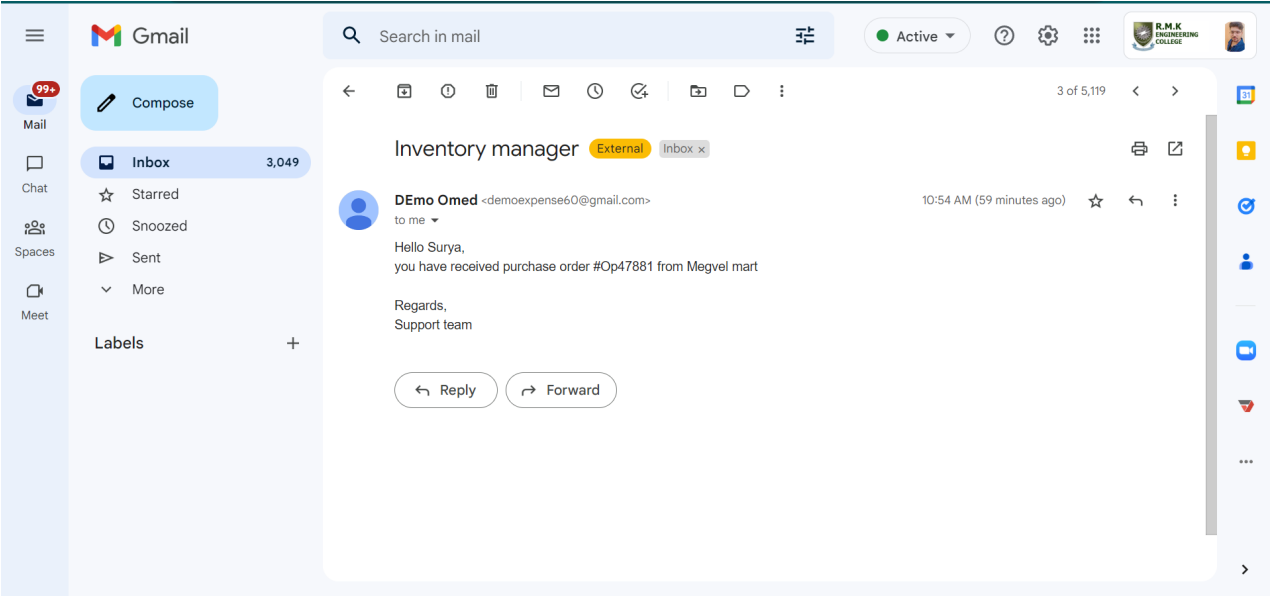 Gmail
Search in mail
Active
R.M.K
ENGINEERING
COLLEGE
99+
Mail
Chat
Spaces
Meet
Compose
Inbox 3,049
Starred
Snoozed
Sent
More
Labels
3 of 5,119
31
Inventory manager External Inbox x
DEmo Omed <demoexpense60@gmail.com> 10:54 AM (59 minutes ago)
to me
Hello Surya,
you have received purchase order #Op47881 from Megvel mart
Regards,
Support team
Reply Forward